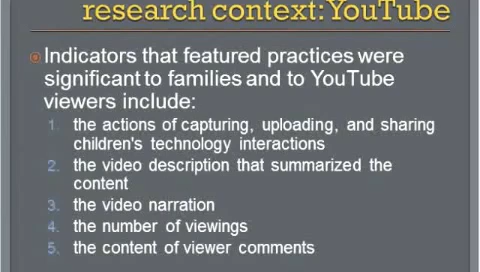 research context: YouTube
Indicators that featured practices were
significant to families and to YouTube
viewers include:
1. the actions of capturing, uploading, and sharing
children's technology interactions
2. the video description that summarized the
content
3. the video narration
4. the number of viewings
5. the content of viewer comments